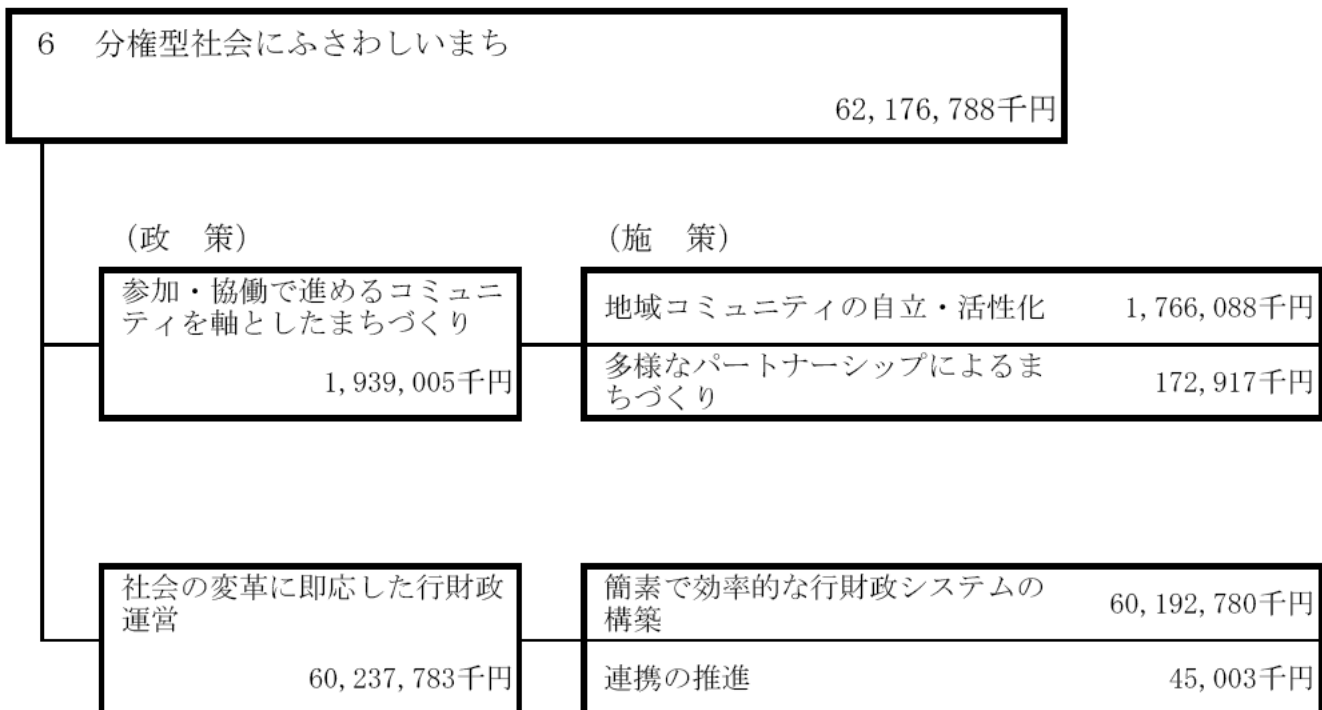 ６　分権型社会にふさわしいまち
62,176,788千円
（政　策）
（施　策）
参加・協働で進めるコミュニ
ティを軸としたまちづくり
1,939,005千円
地域コミュニティの自立・活性化　1,766,088千円
多様なパートナーシップによるま
ちづくり
172,917千円
社会の変革に即応した行財政
運営
60,237,783千円
簡素で効率的な行財政システムの
構築
60,192,780千円
連携の推進　45,003千円